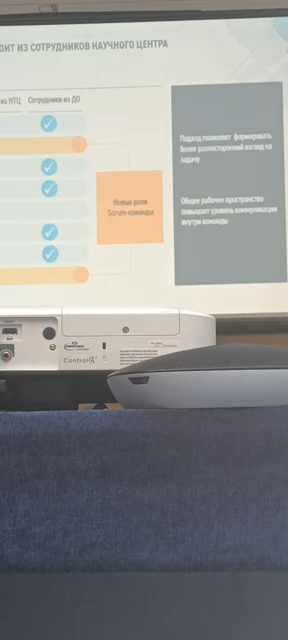 ОИТ ИЗ СОТРУДНИКОВ НАУЧНОГО ЦЕНТРА
из НТЦ Сотрудники из ДО
Новые роли
Scrum-команды
Подход позволяет формировать
более разносторонний взгляд на
задачу
Общее рабочее пространство
повышает уровень коммуникации
внутри команды
Control4